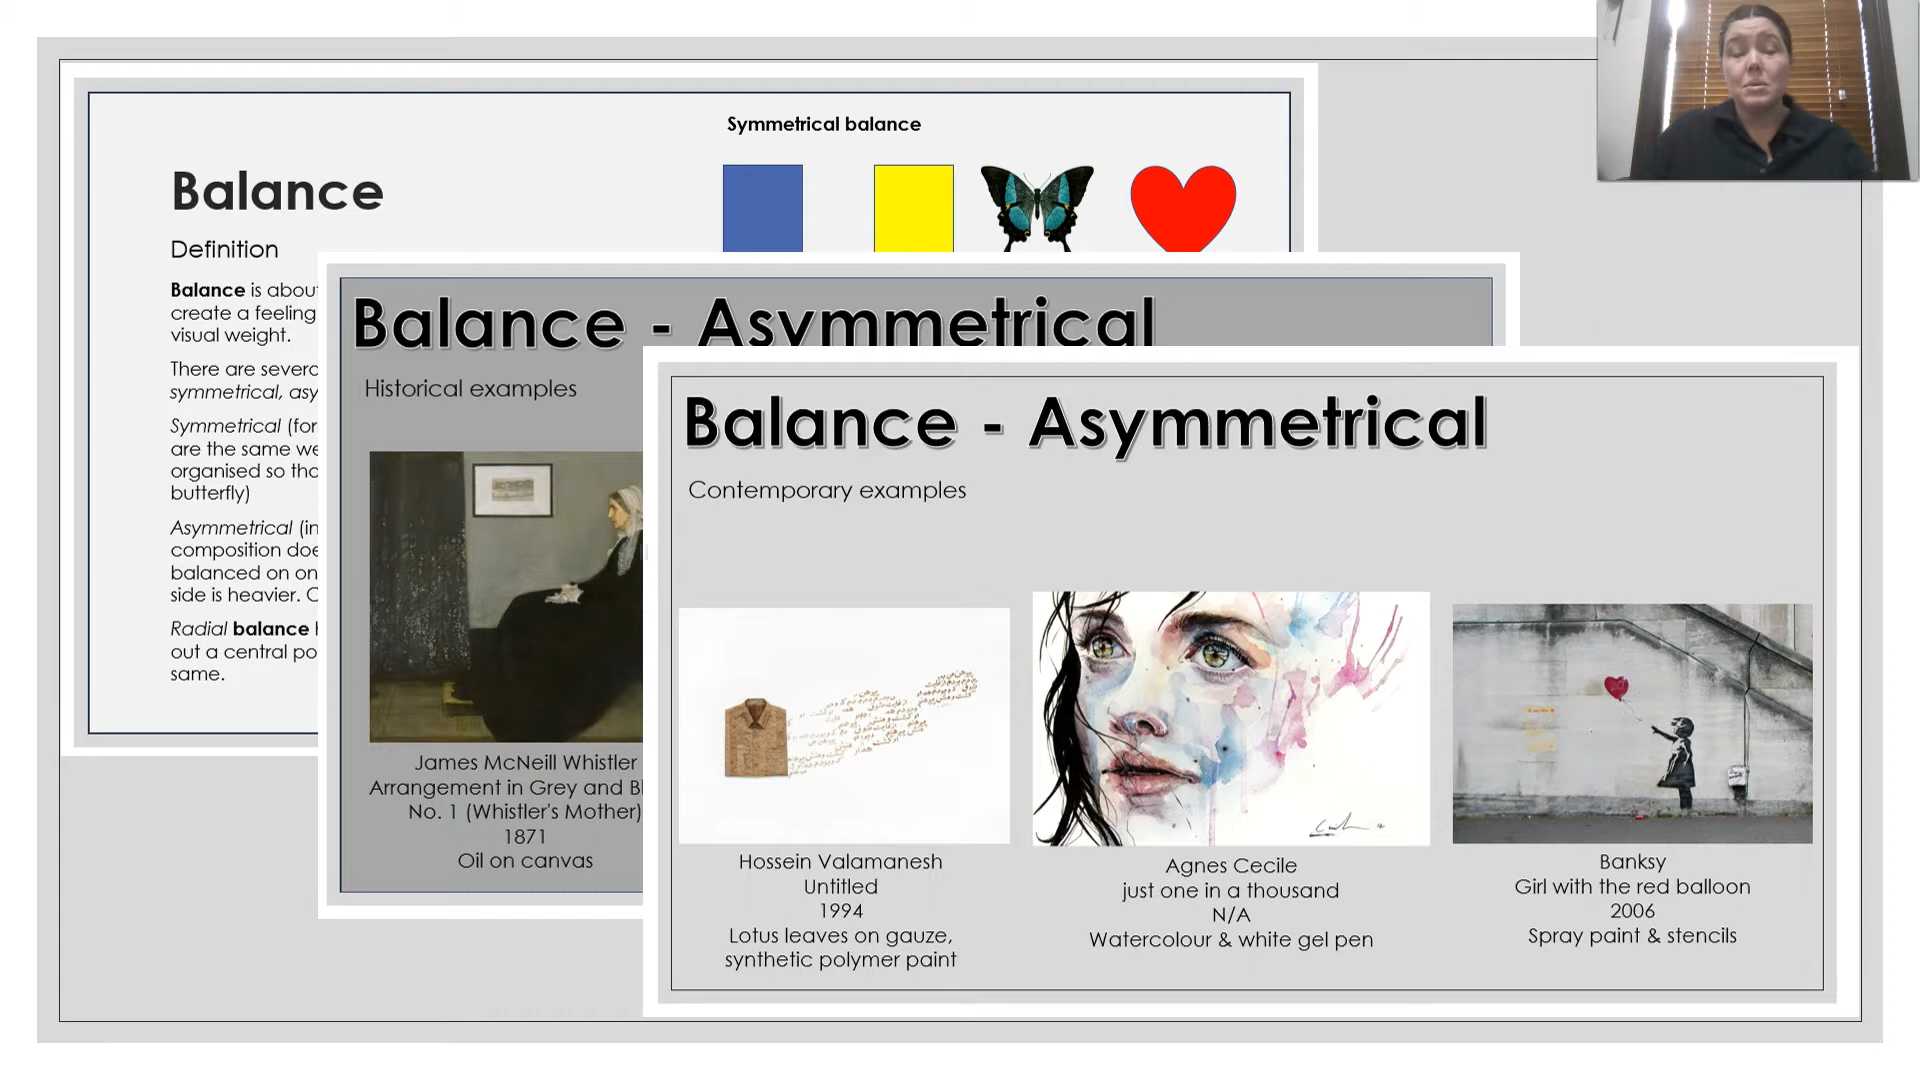 Symmetrical balance
Balance
Definition
Balance is about
create a feeling
visual weight.
There are severa
symmetrical, asy
Symmetrical (for
are the same we
organised so tha
butterfly)
Asymmetrical (in
composition doe
balanced on on
side is heavier. C
Radial balance h
out a central po
same.
Balance - Asymmetrical
Historical examples
James McNeill Whistler
Arrangement in Grey and Bl
No. 1 (Whistler's Mother)
1871
Oil on canvas
Balance - Asymmetrical
Contemporary examples
Hossein Valamanesh
Untitled
1994
Lotus leaves on gauze,
synthetic polymer paint
Agnes Cecile
just one in a thousand
N/A
Watercolour & white gel pen
Banksy
Girl with the red balloon
2006
Spray paint & stencils